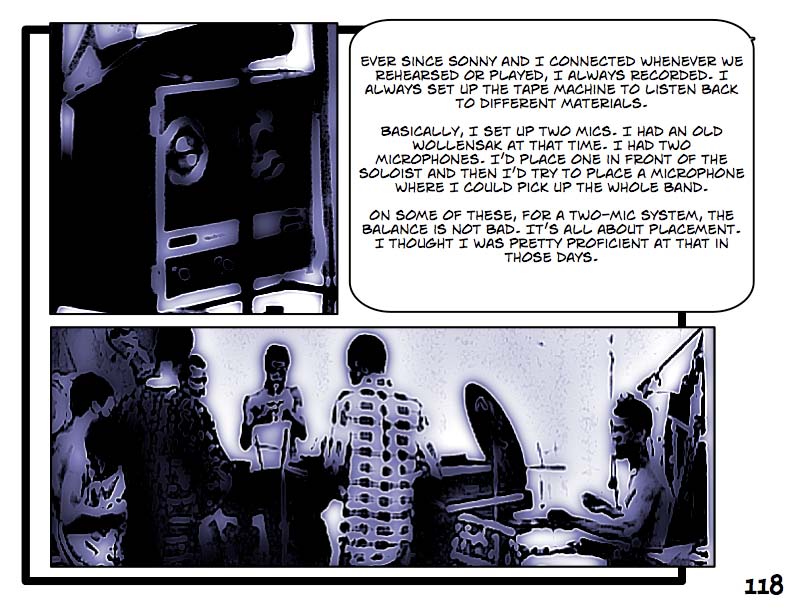 EVER SINCE SONNY AND I CONNECTED WHENEVER WE
REHEARSED OR PLAYED, I ALWAYS RECORDED. I
ALWAYS SET UP THE TAPE MACHINE TO LISTEN BACK
TO DIFFERENT MATERIALS.
BASICALLY, I SET UP TWO MICS. I HAD AN OLD
WOLLENSAK AT THAT TIME. I HAD TWO
MICROPHONES. I'D PLACE ONE IN FRONT OF THE
SOLOIST AND THEN I'D TRY TO PLACE A MICROPHONE
WHERE I COULD PICK UP THE WHOLE BAND.
ON SOME OF THESE, FOR A TWO-MIC SYSTEM, THE
BALANCE IS NOT BAD. IT'S ALL ABOUT PLACEMENT.
I THOUGHT I WAS PRETTY PROFICIENT AT THAT IN
THOSE DAYS.
118